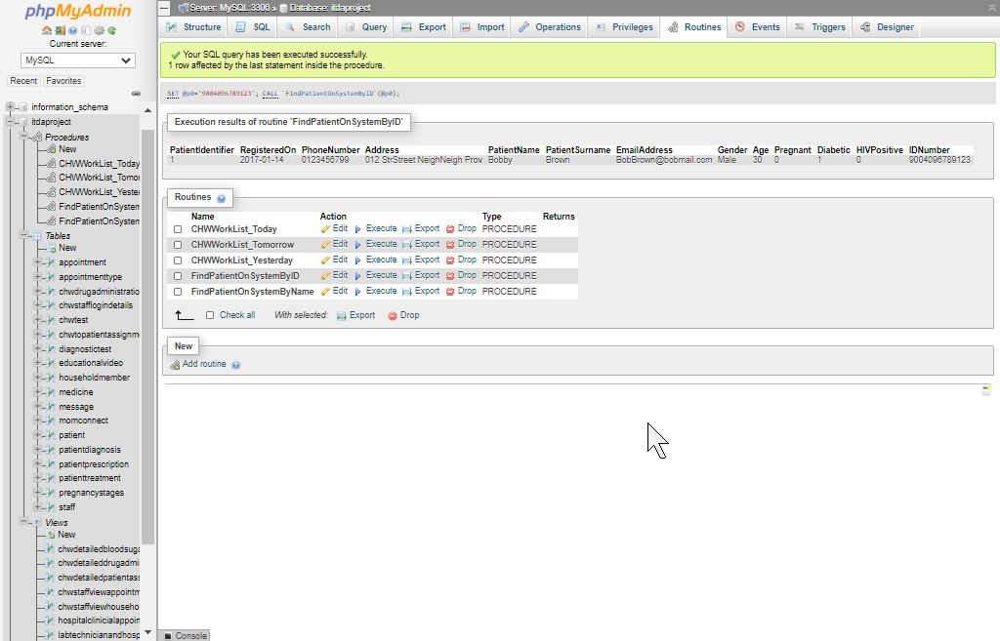 phpMyAdmin
Current server:
MySQL
Recent Favorites
information_schema
itdaproject
Procedures
New
CHWWorkList_Today
CHWWorkList_Tomor
CHWWorkList_Yester
FindPatientOnSystem
FindPatientOnSystem
Tables
New
appointment
appointmenttype
chwdrugadministratio
chwstafflogindetails
chwtest
chwtopatientassignm
diagnostictest
educationalvideo
householdmember
medicine
message
momconnect
patient
patientdiagnosis
patientprescription
patienttreatment
pregnancystages
staff
Views
New
chwdetailedbloodsuga
chwdetaileddrugadmi
chwdetailedpatientass
chwstaffviewappointm
chwstaffviewhouseho
hospitalclinicialappoin
labtechnicianandhosp
Server: MySQL:3306 » Database: itdaproject
Structure SQL Search Query Export Import Operations Privileges Routines Events Triggers Designer
Your SQL query has been executed successfully.
1 row affected by the last statement inside the procedure.
SET @p0='9004096789123'; CALL `FindPatientOnSystemByID`(@p0);
Execution results of routine `FindPatientOnSystemByID`
PatientIdentifier RegisteredOn PhoneNumber Address PatientName PatientSurname EmailAddress Gender Age Pregnant Diabetic HIVPositive IDNumber
1 2017-01-14 0123456799 012 StrStreet NeighNeigh Prov Bobby Brown BobBrown@bobmail.com Male 30 0 1 0 9004096789123
Routines
Name Action Type Returns
CHWWorkList_Today Edit Execute Export Drop PROCEDURE
CHWWorkList_Tomorrow Edit Execute Export Drop PROCEDURE
CHWWorkList_Yesterday Edit Execute Export Drop PROCEDURE
FindPatientOnSystemByID Edit Execute Export Drop PROCEDURE
FindPatientOnSystemByName Edit Execute Export Drop PROCEDURE
Check all With selected: Export Drop
New
Add routine
Console